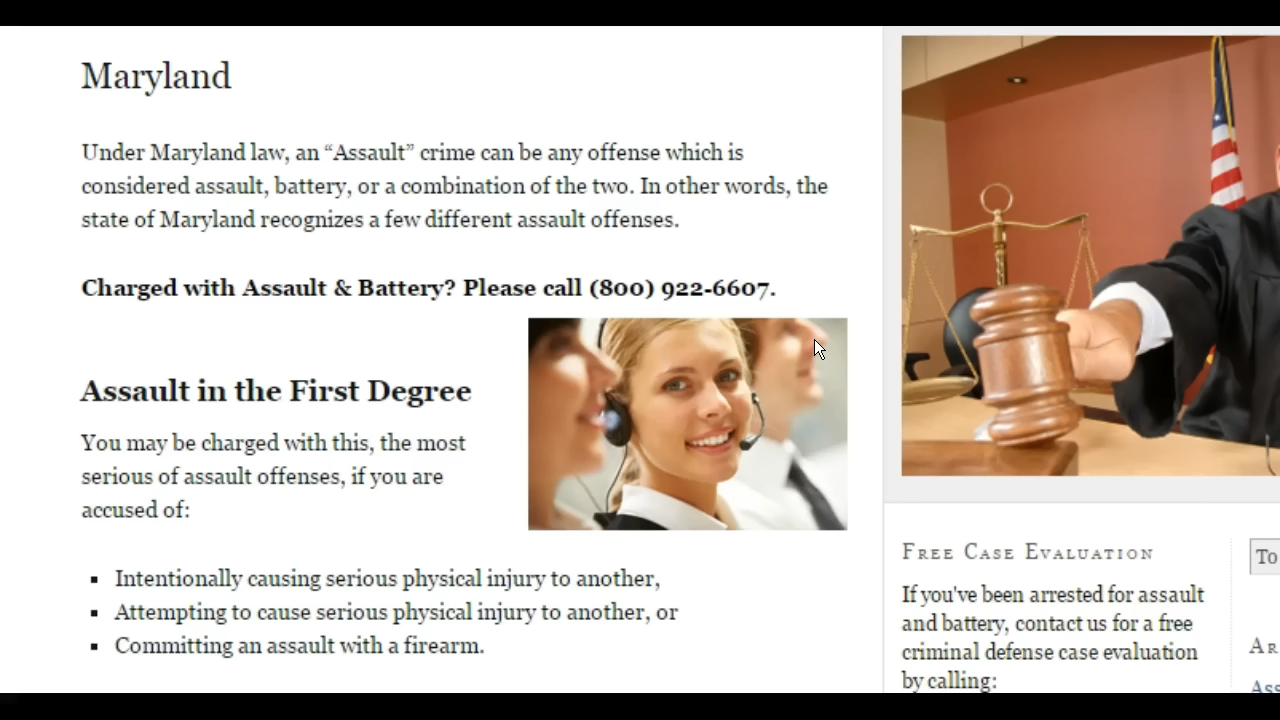 Maryland
Under Maryland law, an “Assault” crime can be any offense which is
considered assault, battery, or a combination of the two. In other words, the
state of Maryland recognizes a few different assault offenses.
Charged with Assault & Battery? Please call (800) 922-6607.
Assault in the First Degree
You may be charged with this, the most
serious of assault offenses, if you are
accused of:
▪ Intentionally causing serious physical injury to another,
▪ Attempting to cause serious physical injury to another, or
▪ Committing an assault with a firearm.
Free Case Evaluation
If you've been arrested for assault
and battery, contact us for a free
criminal defense case evaluation
by calling:
To